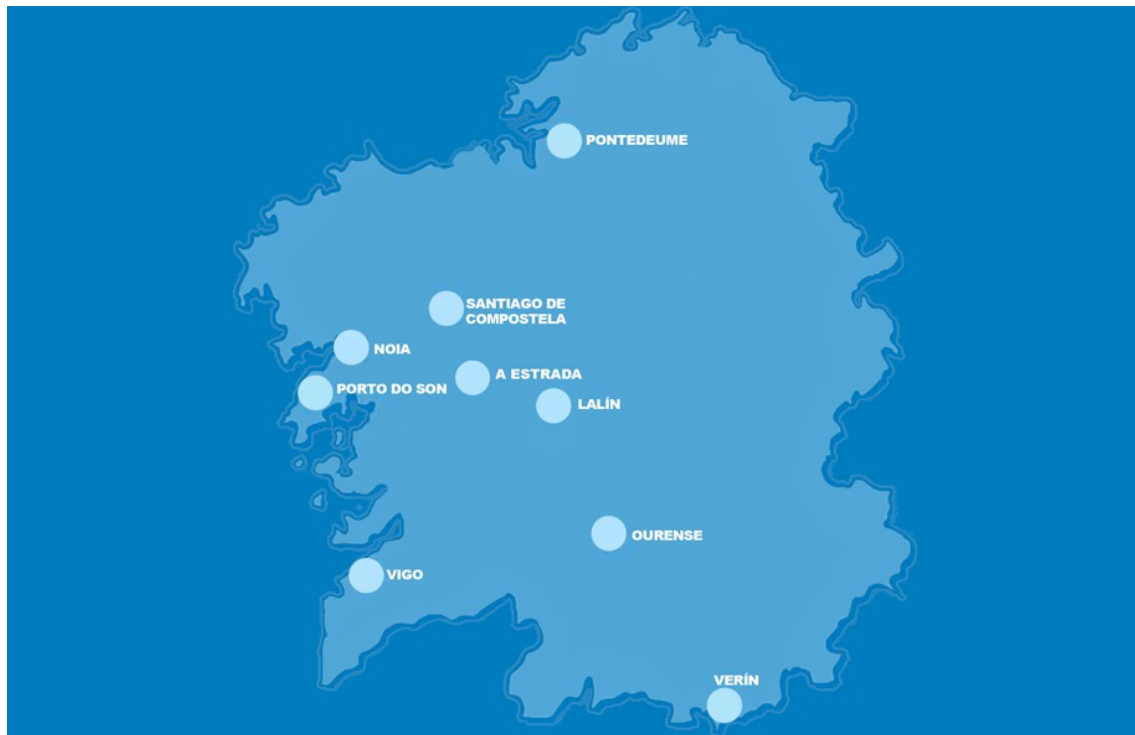 PONTEDEUME
SANTIAGO DE
COMPOSTELA
NOIA
A ESTRADA
PORTO DO SON
LALÍN
OURENSE
VIGO
VERÍN